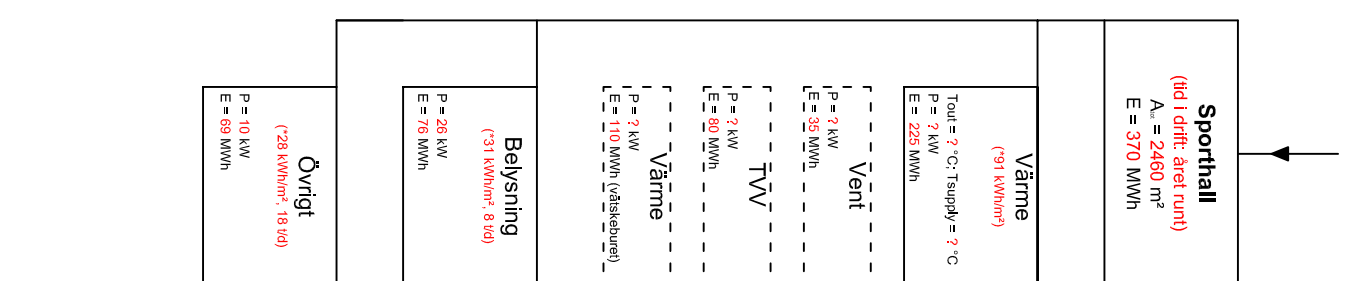 Sporthall
(tid i drift: året runt)
Atot = 2460 m²
E = 370 MWh
Värme
(*91 kWh/m²)
Tout = ? °C; Tsupply = ? °C
P = ? kW
E = 225 MWh
Vent
P = ? kW
E = 35 MWh
TVV
P = ? kW
E = 80 MWh
Värme
P = ? kW
E = 110 MWh (vätskeburet)
Belysning
(*31 kWh/m², 8 t/d)
P = 26 kW
E = 76 MWh
Övrigt
(*28 kWh/m², 18 t/d)
P = 10 kW
E = 69 MWh